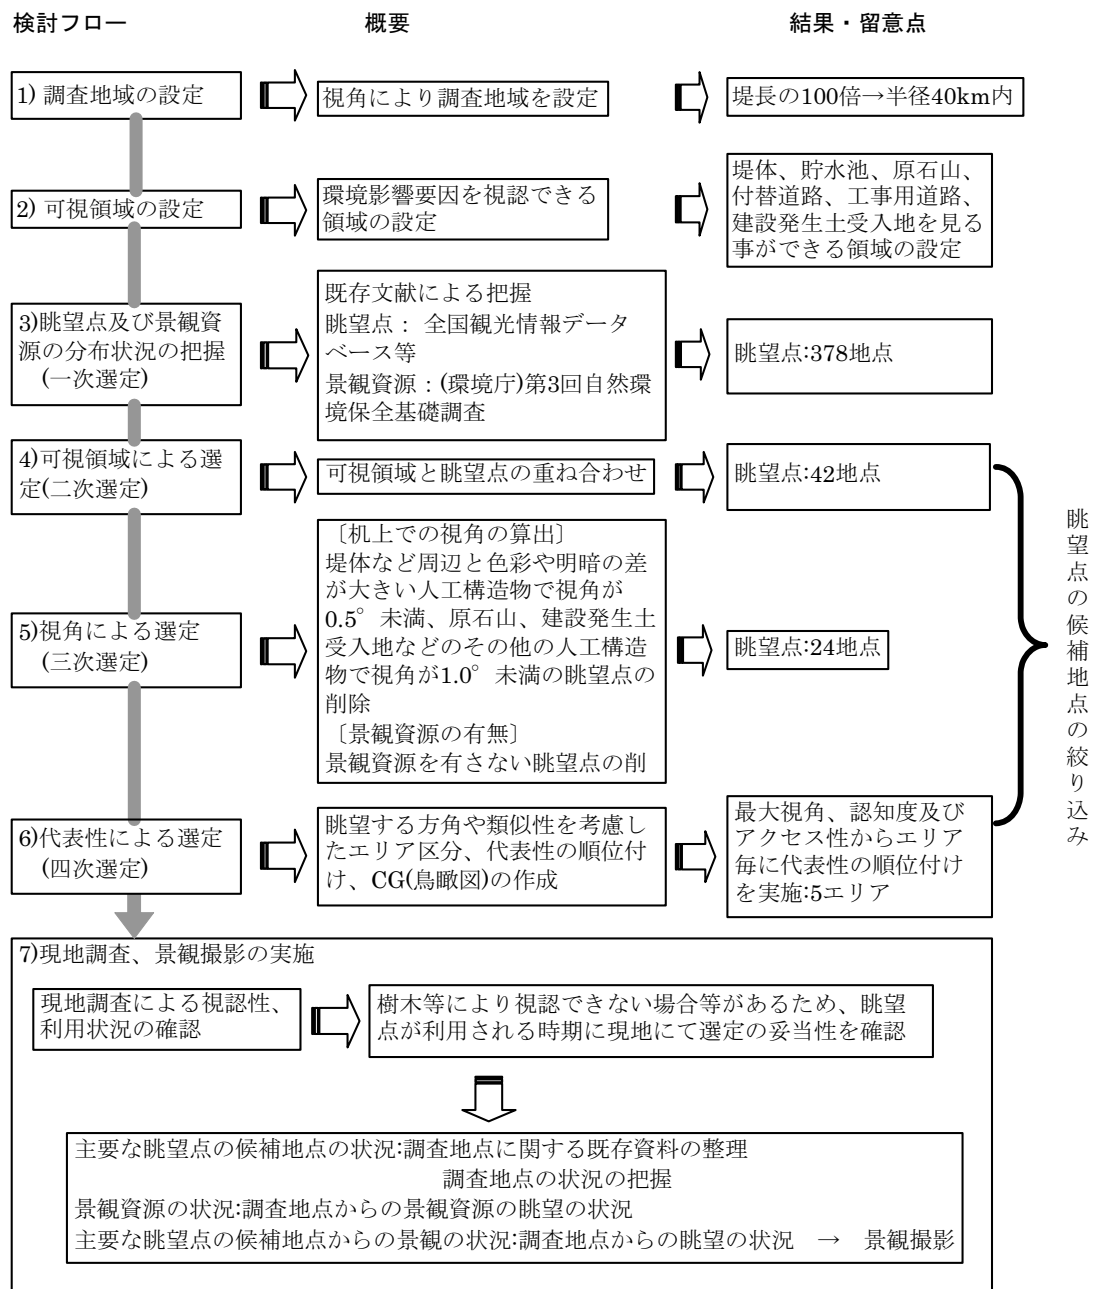 検討フロー
概要
結果・留意点
1) 調査地域の設定
視角により調査地域を設定
堤長の100倍→半径40km内
2) 可視領域の設定
環境影響要因を視認できる
領域の設定
堤体、貯水池、原石山、
付替道路、工事用道路、
建設発生土受入地を見る
事ができる領域の設定
3)眺望点及び景観資
源の分布状況の把握
(一次選定)
既存文献による把握
眺望点： 全国観光情報データ
ベース等
景観資源：(環境庁)第3回自然環
境保全基礎調査
眺望点:378地点
4)可視領域による選
定(二次選定)
可視領域と眺望点の重ね合わせ
眺望点:42地点
5)視角による選定
(三次選定)
〔机上での視角の算出〕
堤体など周辺と色彩や明暗の差
が大きい人工構造物で視角が
0.5°未満、原石山、建設発生土
受入地などのその他の人工構造
物で視角が1.0°未満の眺望点の
削除
〔景観資源の有無〕
景観資源を有さない眺望点の削
眺望点:24地点
6)代表性による選定
(四次選定)
眺望する方角や類似性を考慮し
たエリア区分、代表性の順位付
け、CG(鳥瞰図)の作成
最大視角、認知度及び
アクセス性からエリア
毎に代表性の順位付け
を実施:5エリア
眺望点の候補地点の絞り込み
7)現地調査、景観撮影の実施
現地調査による視認性、
利用状況の確認
樹木等により視認できない場合等があるため、眺望
点が利用される時期に現地にて選定の妥当性を確認
主要な眺望点の候補地点の状況:調査地点に関する既存資料の整理
調査地点の状況の把握
景観資源の状況:調査地点からの景観資源の眺望の状況
主要な眺望点の候補地点からの景観の状況:調査地点からの眺望の状況 → 景観撮影